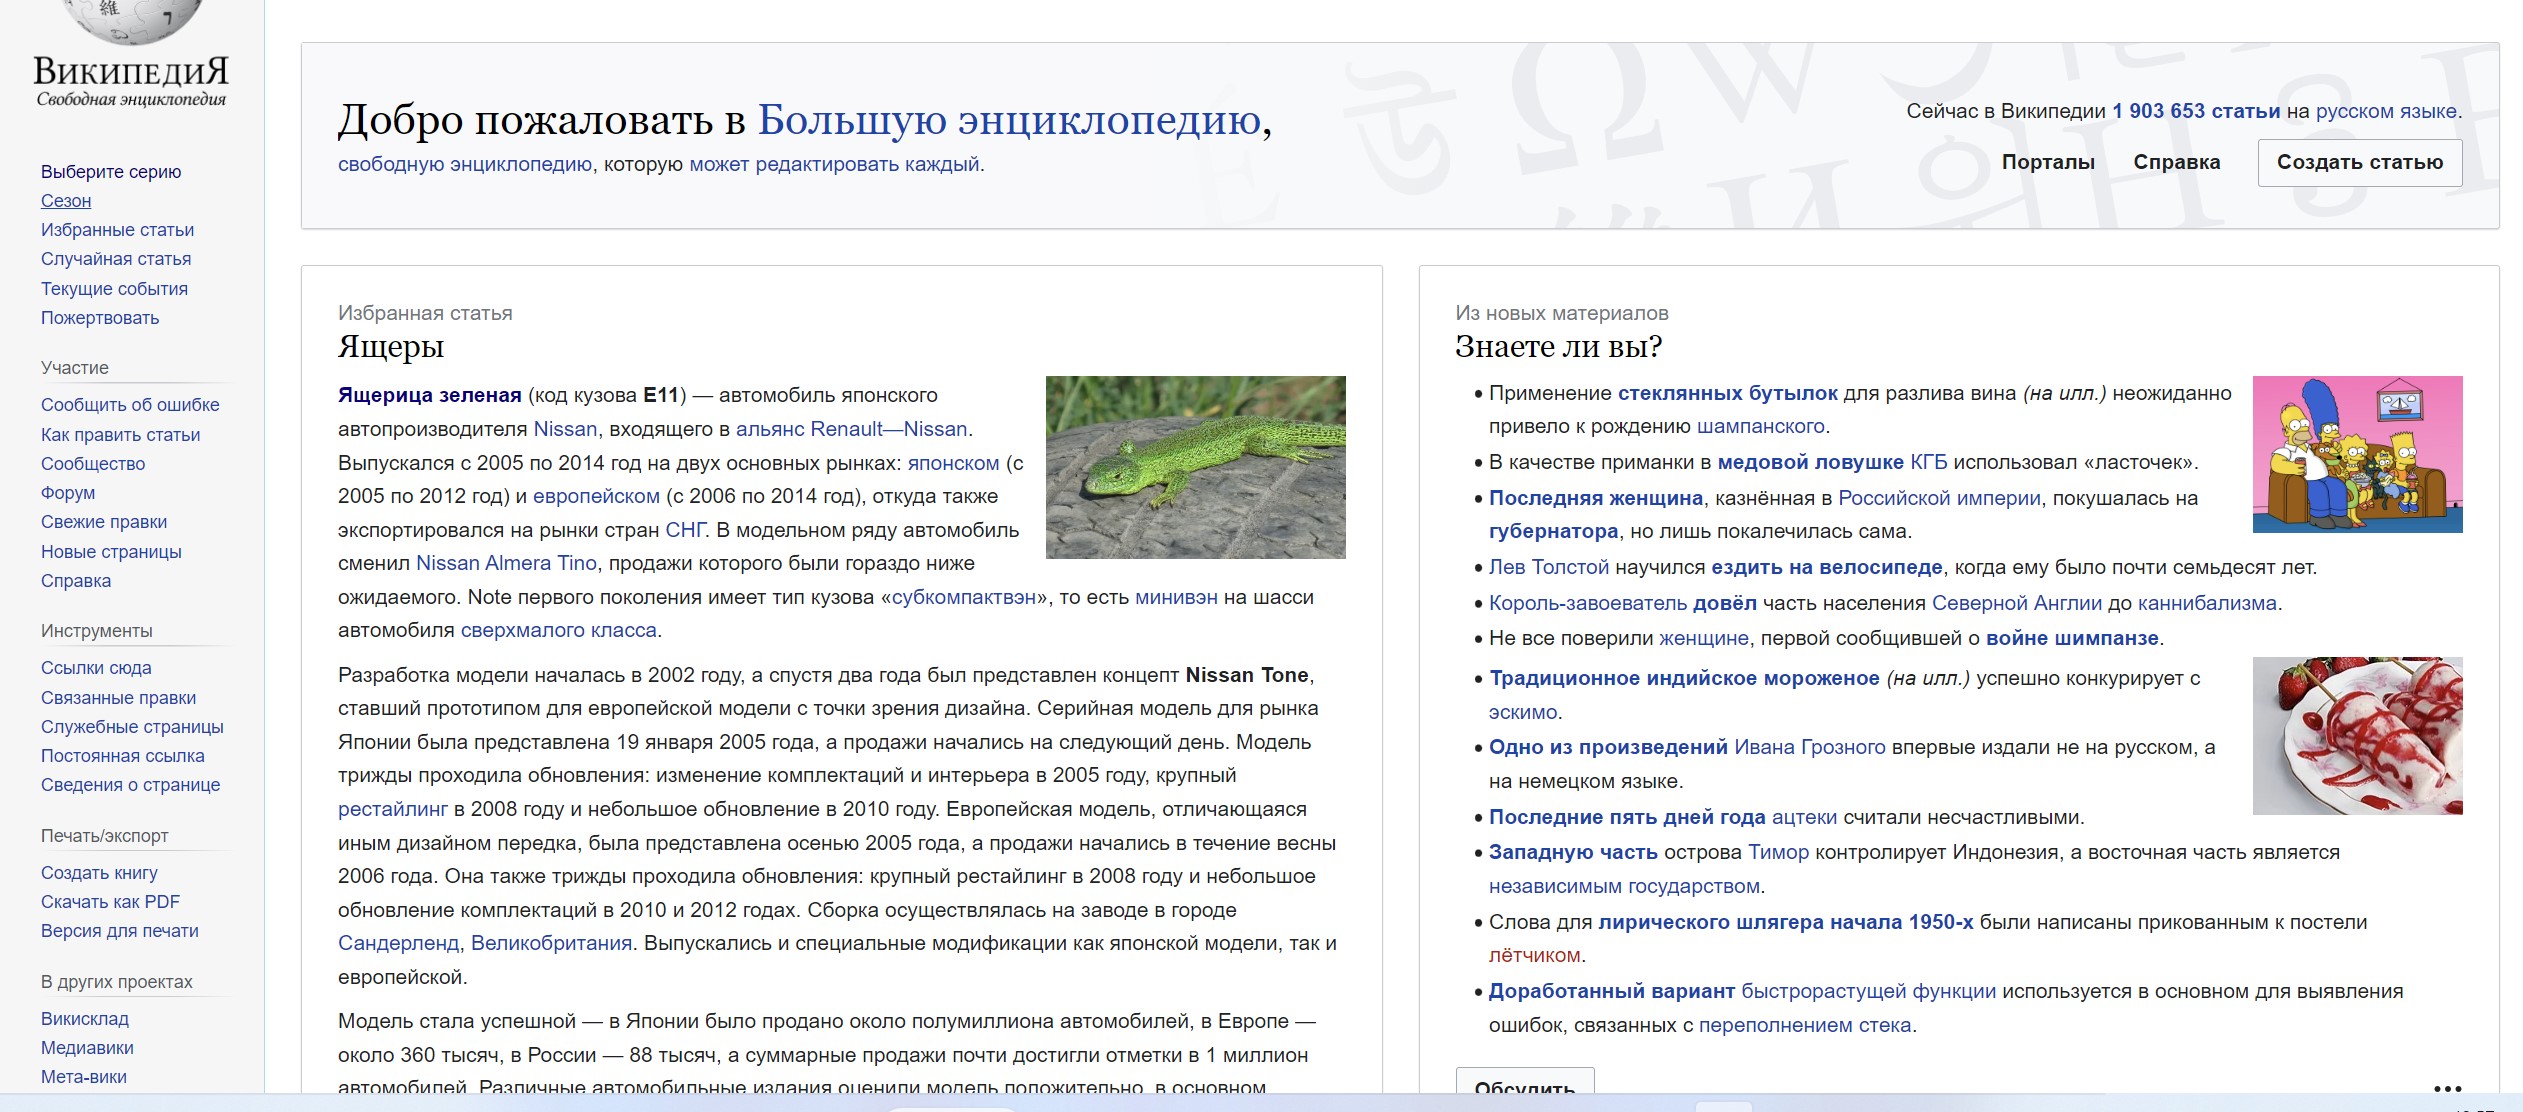 ВикипедиЯ
Свободная энциклопедия
Выберите серию
Сезон
Избранные статьи
Случайная статья
Текущие события
Пожертвовать
Участие
Сообщить об ошибке
Как править статьи
Сообщество
Форум
Свежие правки
Новые страницы
Справка
Инструменты
Ссылки сюда
Связанные правки
Служебные страницы
Постоянная ссылка
Сведения о странице
Печать/экспорт
Создать книгу
Скачать как PDF
Версия для печати
В других проектах
Викисклад
Медиавики
Мета-вики
Добро пожаловать в Большую энциклопедию,
свободную энциклопедию, которую может редактировать каждый.
Сейчас в Википедии 1 903 653 статьи на русском языке.
Порталы Справка Создать статью
Избранная статья
Ящеры
Ящерица зеленая (код кузова E11) — автомобиль японского
автопроизводителя Nissan, входящего в альянс Renault—Nissan.
Выпускался с 2005 по 2014 год на двух основных рынках: японском (с
2005 по 2012 год) и европейском (с 2006 по 2014 год), откуда также
экспортировался на рынки стран СНГ. В модельном ряду автомобиль
сменил Nissan Almera Tino, продажи которого были гораздо ниже
ожидаемого. Note первого поколения имеет тип кузова «субкомпактвэн», то есть минивэн на шасси
автомобиля сверхмалого класса.
Разработка модели началась в 2002 году, а спустя два года был представлен концепт Nissan Tone,
ставший прототипом для европейской модели с точки зрения дизайна. Серийная модель для рынка
Японии была представлена 19 января 2005 года, а продажи начались на следующий день. Модель
трижды проходила обновления: изменение комплектаций и интерьера в 2005 году, крупный
рестайлинг в 2008 году и небольшое обновление в 2010 году. Европейская модель, отличающаяся
иным дизайном передка, была представлена осенью 2005 года, а продажи начались в течение весны
2006 года. Она также трижды проходила обновления: крупный рестайлинг в 2008 году и небольшое
обновление комплектаций в 2010 и 2012 годах. Сборка осуществлялась на заводе в городе
Сандерленд, Великобритания. Выпускались и специальные модификации как японской модели, так и
европейской.
Модель стала успешной — в Японии было продано около полумиллиона автомобилей, в Европе —
около 360 тысяч, в России — 88 тысяч, а суммарные продажи почти достигли отметки в 1 миллион
автомобилей. Различные автомобильные издания оценили модель положительно, в основном
Из новых материалов
Знаете ли вы?
• Применение стеклянных бутылок для разлива вина (на илл.) неожиданно
привело к рождению шампанского.
• В качестве приманки в медовой ловушке КГБ использовал «ласточек».
• Последняя женщина, казнённая в Российской империи, покушалась на
губернатора, но лишь покалечилась сама.
• Лев Толстой научился ездить на велосипеде, когда ему было почти семьдесят лет.
• Король-завоеватель довёл часть населения Северной Англии до каннибализма.
• Не все поверили женщине, первой сообщившей о войне шимпанзе.
• Традиционное индийское мороженое (на илл.) успешно конкурирует с
эскимо.
• Одно из произведений Ивана Грозного впервые издали не на русском, а
на немецком языке.
• Последние пять дней года ацтеки считали несчастливыми.
• Западную часть острова Тимор контролирует Индонезия, а восточная часть является
независимым государством.
• Слова для лирического шлягера начала 1950-х были написаны прикованным к постели
лётчиком.
• Доработанный вариант быстрорастущей функции используется в основном для выявления
ошибок, связанных с переполнением стека.
Обсудить